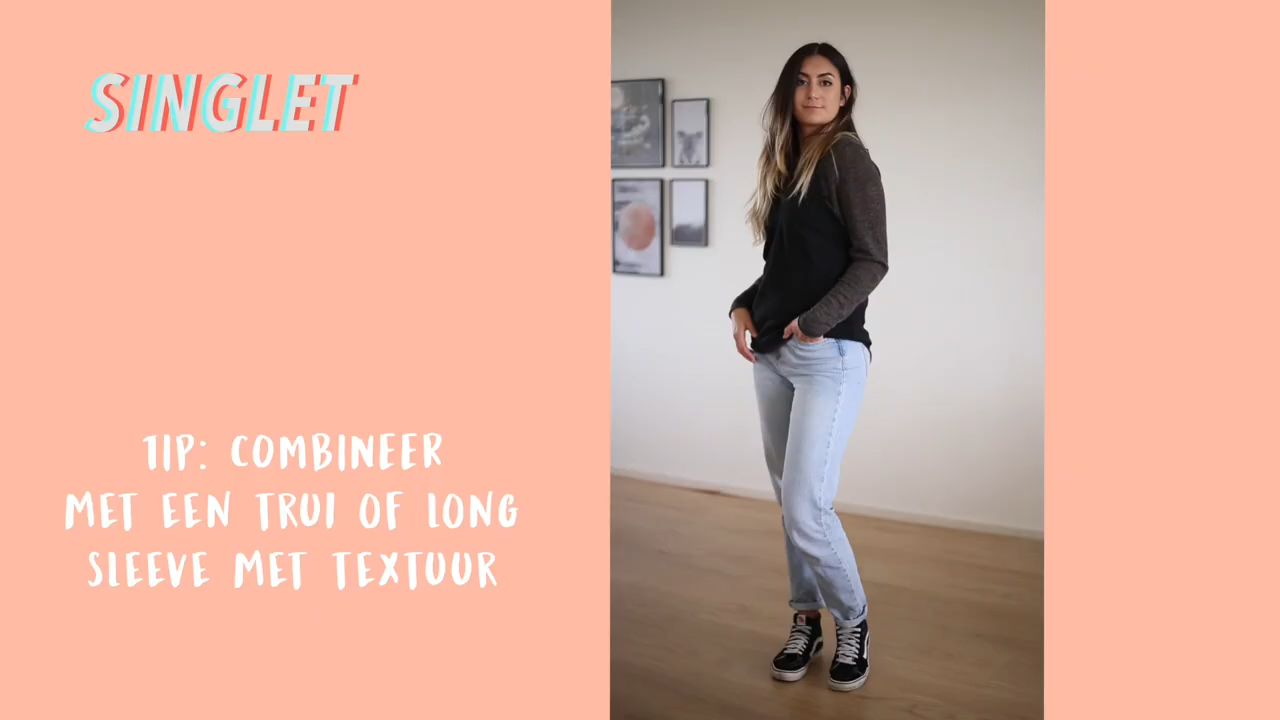 SINGLET
TIP: COMBINEER
MET EEN TRUI OF LONG
SLEEVE MET TEXTUUR